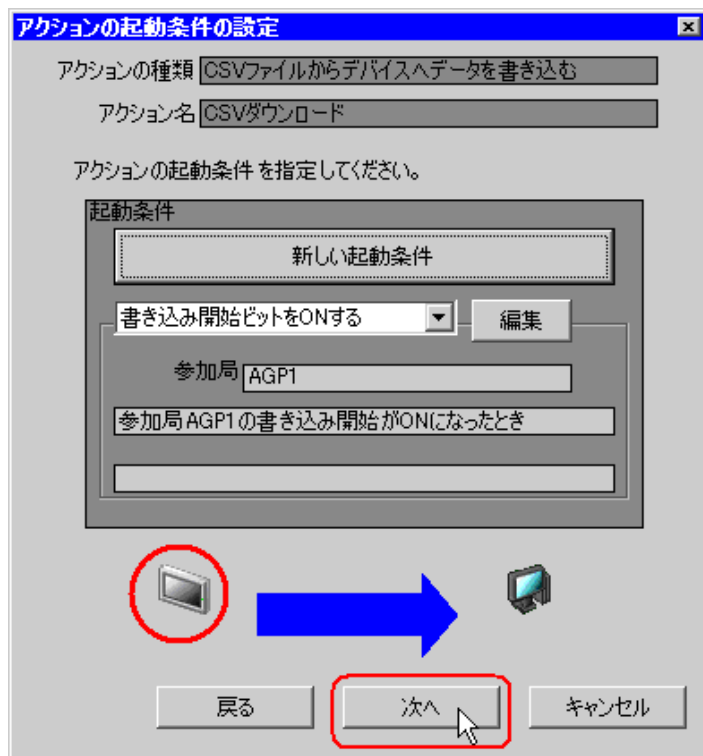 アクションの起動条件の設定
アクションの種類 CSVファイルからデバイスへデータを書き込む
アクション名 CSVダウンロード
アクションの起動条件を指定してください。
起動条件
新しい起動条件
書き込み開始ビットをONする 編集
参加局 AGP1
参加局AGP1の書き込み開始がONになったとき
戻る 次へ キャンセル